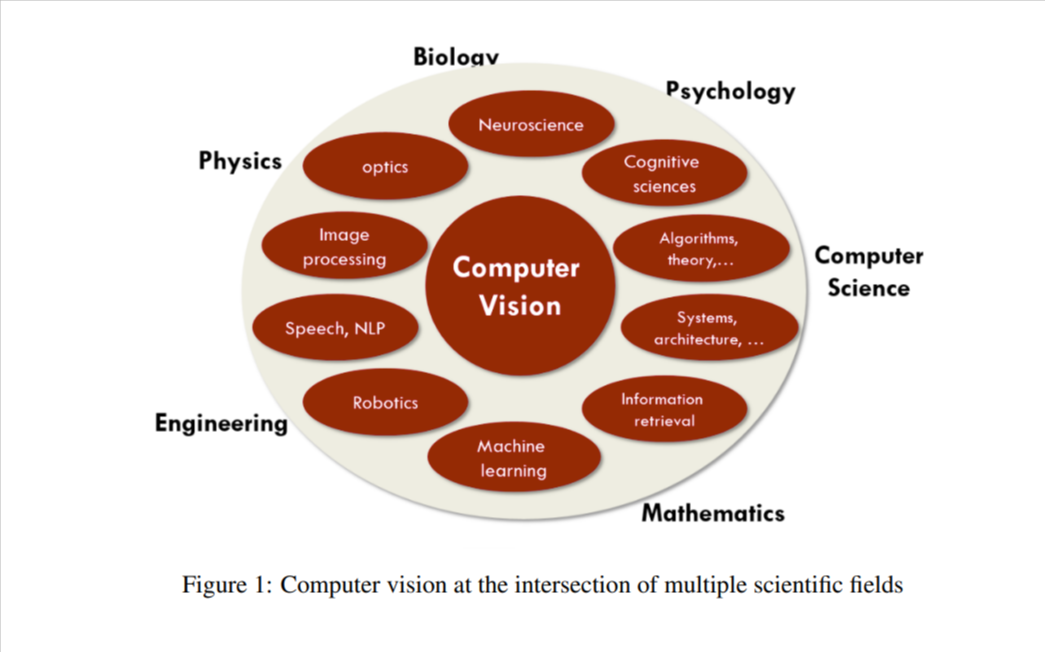 Biology
Psychology
Neuroscience
Physics
optics
Cognitive
sciences
Image
processing
Algorithms,
theory,...
Computer
Vision
Computer
Science
Speech, NLP
Systems,
architecture, ...
Engineering
Robotics
Information
retrieval
Machine
learning
Mathematics
Figure 1: Computer vision at the intersection of multiple scientific fields